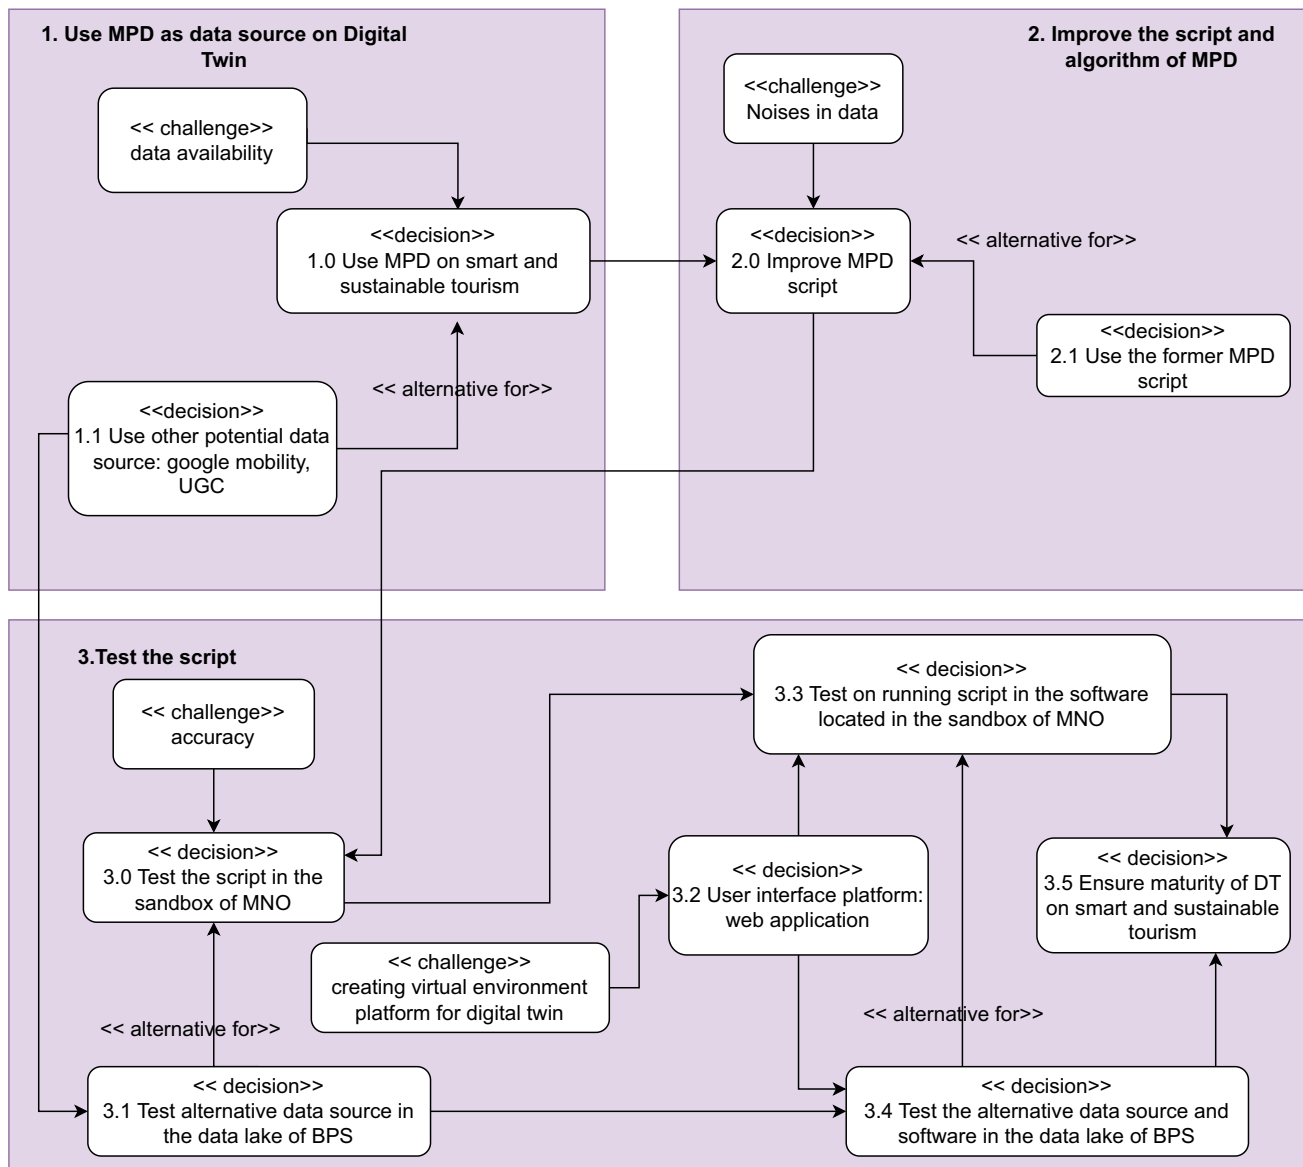 1. Use MPD as data source on Digital
Twin
<< challenge>>
data availability
<<decision>>
1.0 Use MPD on smart and
sustainable tourism
<< alternative for>>
<<decision>>
1.1 Use other potential data
source: google mobility,
UGC
2. Improve the script and
algorithm of MPD
<<challenge>>
Noises in data
<<decision>>
2.0 Improve MPD
script
<< alternative for>>
<<decision>>
2.1 Use the former MPD
script
3.Test the script
<< challenge>>
accuracy
<< decision>>
3.0 Test the script in the
sandbox of MNO
<< alternative for>>
<< decision>>
3.1 Test alternative data source in
the data lake of BPS
<< challenge>>
creating virtual environment
platform for digital twin
<< decision>>
3.2 User interface platform:
web application
<< decision>>
3.3 Test on running script in the software
located in the sandbox of MNO
<< alternative for>>
<< decision>>
3.4 Test the alternative data source and
software in the data lake of BPS
<< decision>>
3.5 Ensure maturity of DT
on smart and sustainable
tourism